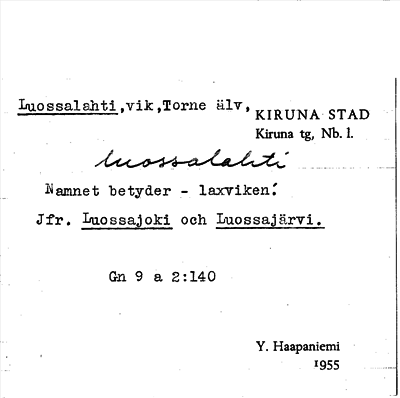 Luossalahti,vik,Torne älv, KIRUNA STAD
Kiruna tg, Nb. l.
luossalahti
Namnet betyder - laxviken.
Jfr. Luossajoki och Luossajärvi.
Gn 9 a 2:140
Y. Haapaniemi
1955